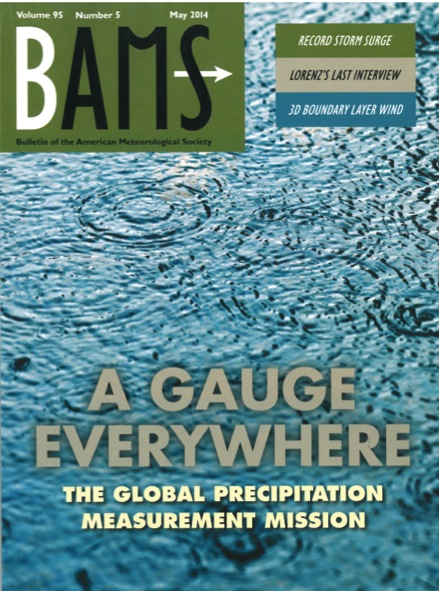 Volume 95 Number 5 May 2014
BAMS
Bulletin of the American Meteorological Society
RECORD STORM SURGE
LORENZ'S LAST INTERVIEW
3D BOUNDARY LAYER WIND
A GAUGE
EVERYWHERE
THE GLOBAL PRECIPITATION
MEASUREMENT MISSION